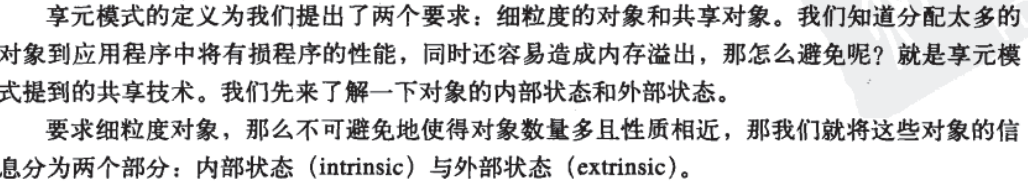 享元模式的定义为我们提出了两个要求：细粒度的对象和共享对象。我们知道分配太多的
对象到应用程序中将有损程序的性能，同时还容易造成内存溢出，那怎么避免呢？就是享元模
式提到的共享技术。我们先来了解一下对象的内部状态和外部状态。
要求细粒度对象，那么不可避免地使得对象数量多且性质相近，那我们就将这些对象的信
息分为两个部分：内部状态（intrinsic）与外部状态（extrinsic）。